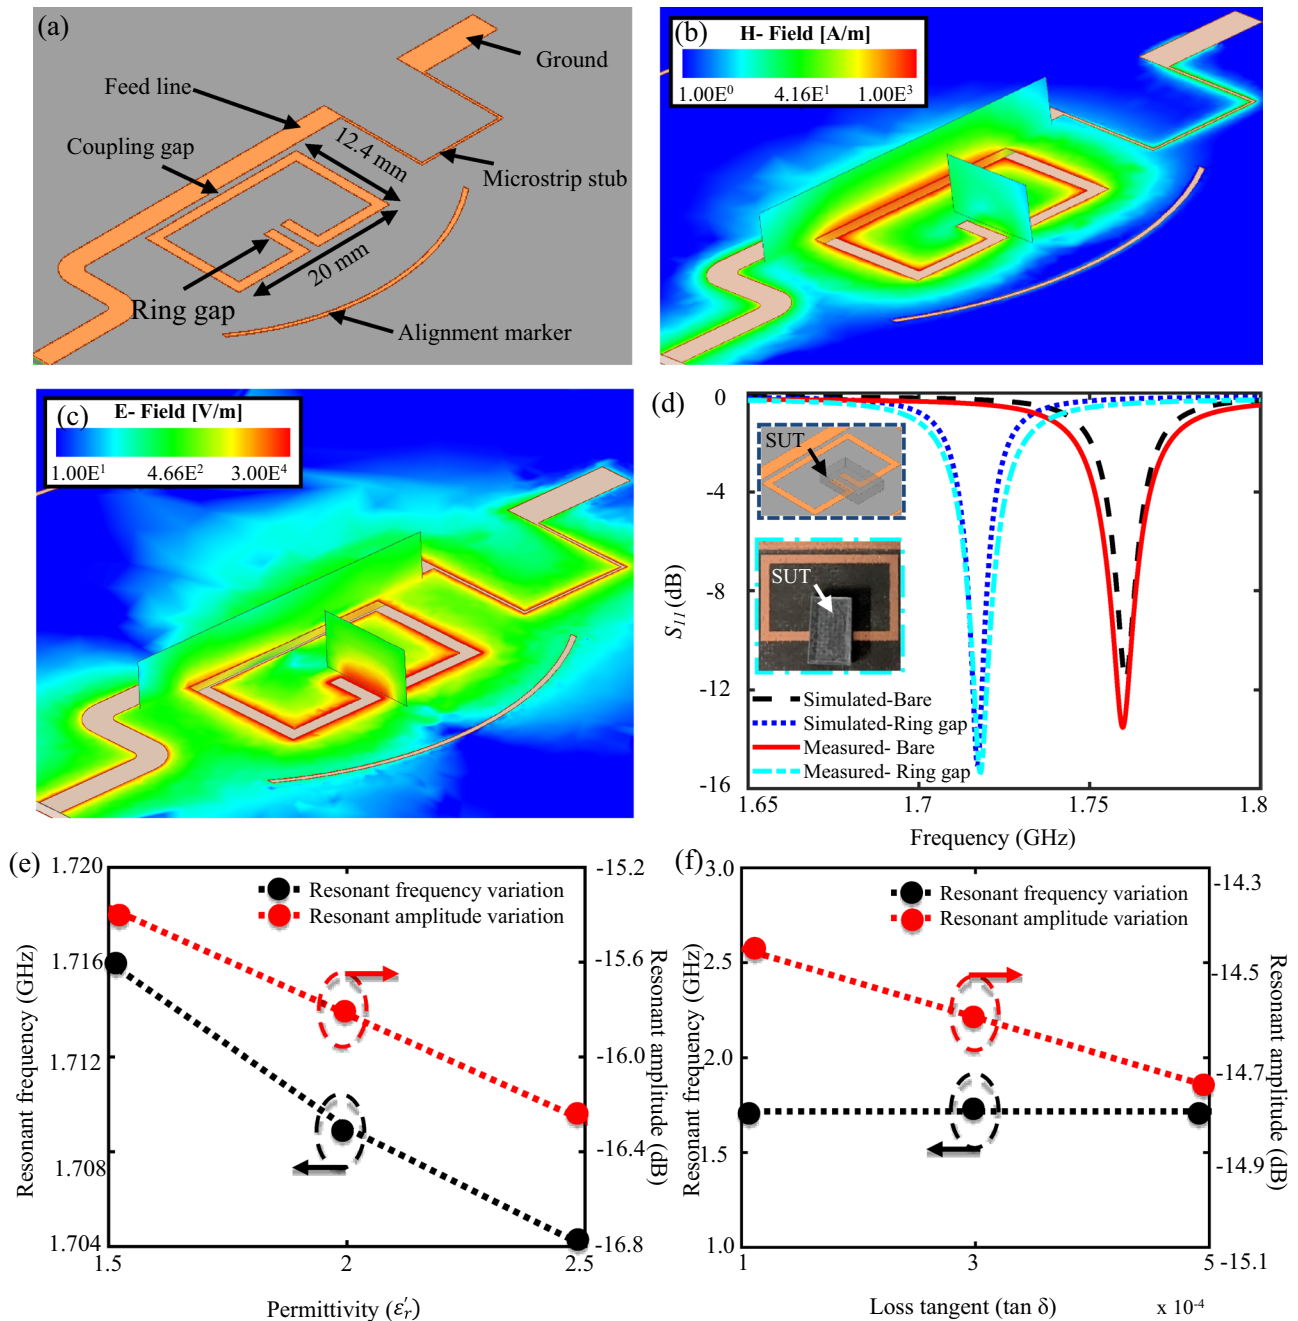 (a)
Ground
Feed line
12.4 mm
Coupling gap
Microstrip stub
20 mm
Ring gap
Alignment marker
(b)
H- Field [A/m]
1.00E⁰ 4.16E¹ 1.00E³
(c)
E- Field [V/m]
1.00E¹ 4.66E² 3.00E⁴
(d)
0
-4
-8
-12
-16
S₁₁ (dB)
SUT
SUT
Simulated-Bare
Simulated-Ring gap
Measured- Bare
Measured- Ring gap
1.65 1.7 1.75 1.8
Frequency (GHz)
(e)
1.720
1.716
1.712
1.708
1.704
Resonant frequency (GHz)
Resonant frequency variation
Resonant amplitude variation
-15.2
-15.6
-16.0
-16.4
-16.8
Resonant amplitude (dB)
1.5 2 2.5
Permittivity (ε′ᵣ)
(f)
3.0
2.5
2.0
1.5
1.0
Resonant frequency (GHz)
Resonant frequency variation
Resonant amplitude variation
-14.3
-14.5
-14.7
-14.9
-15.1
Resonant amplitude (dB)
1 3 5
Loss tangent (tan δ) x 10⁻⁴